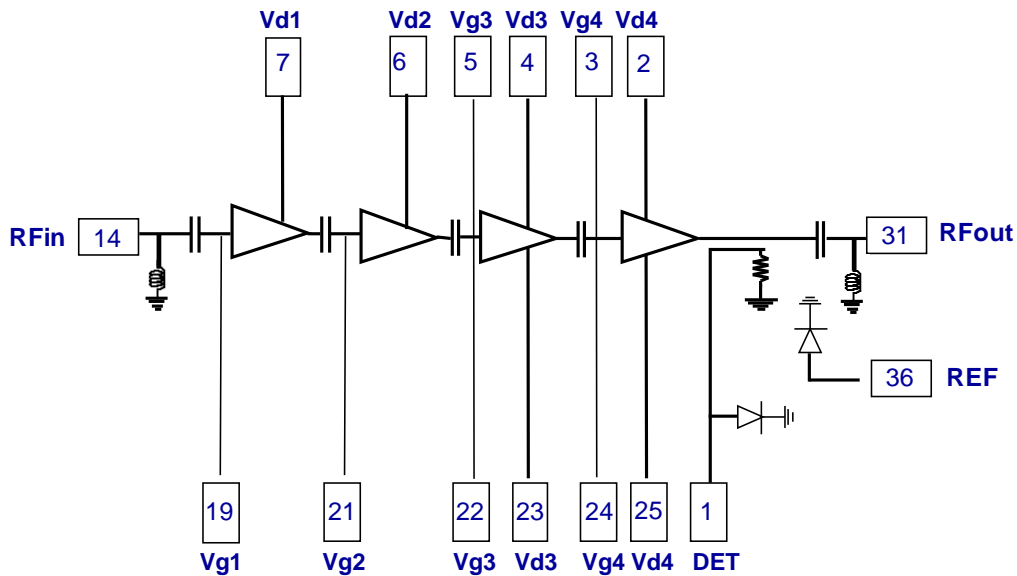 Vd1 Vd2 Vg3 Vd3 Vg4 Vd4
7 6 5 4 3 2
RFin 14 31 RFout
36 REF
19 21 22 23 24 25 1
Vg1 Vg2 Vg3 Vd3 Vg4 Vd4 DET